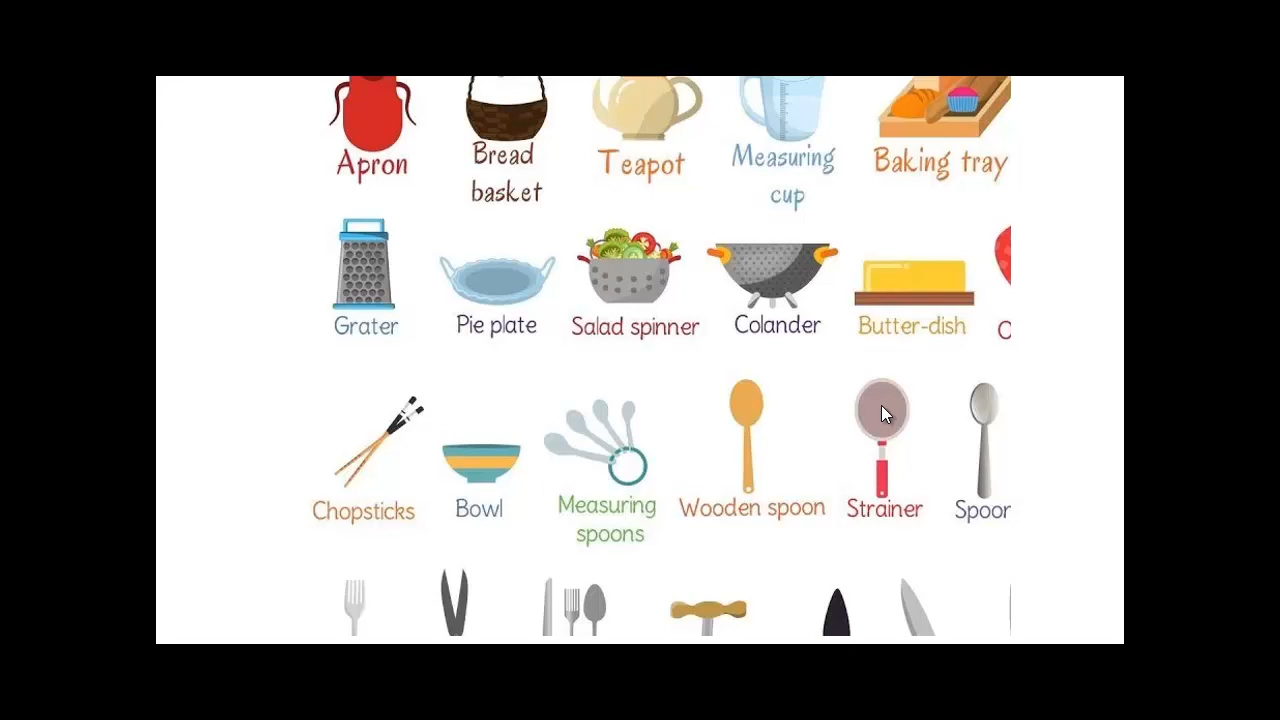 Apron
Bread
basket
Teapot
Measuring
cup
Baking tray
Grater
Pie plate
Salad spinner
Colander
Butter-dish
Chopsticks
Bowl
Measuring
spoons
Wooden spoon
Strainer
Spoon